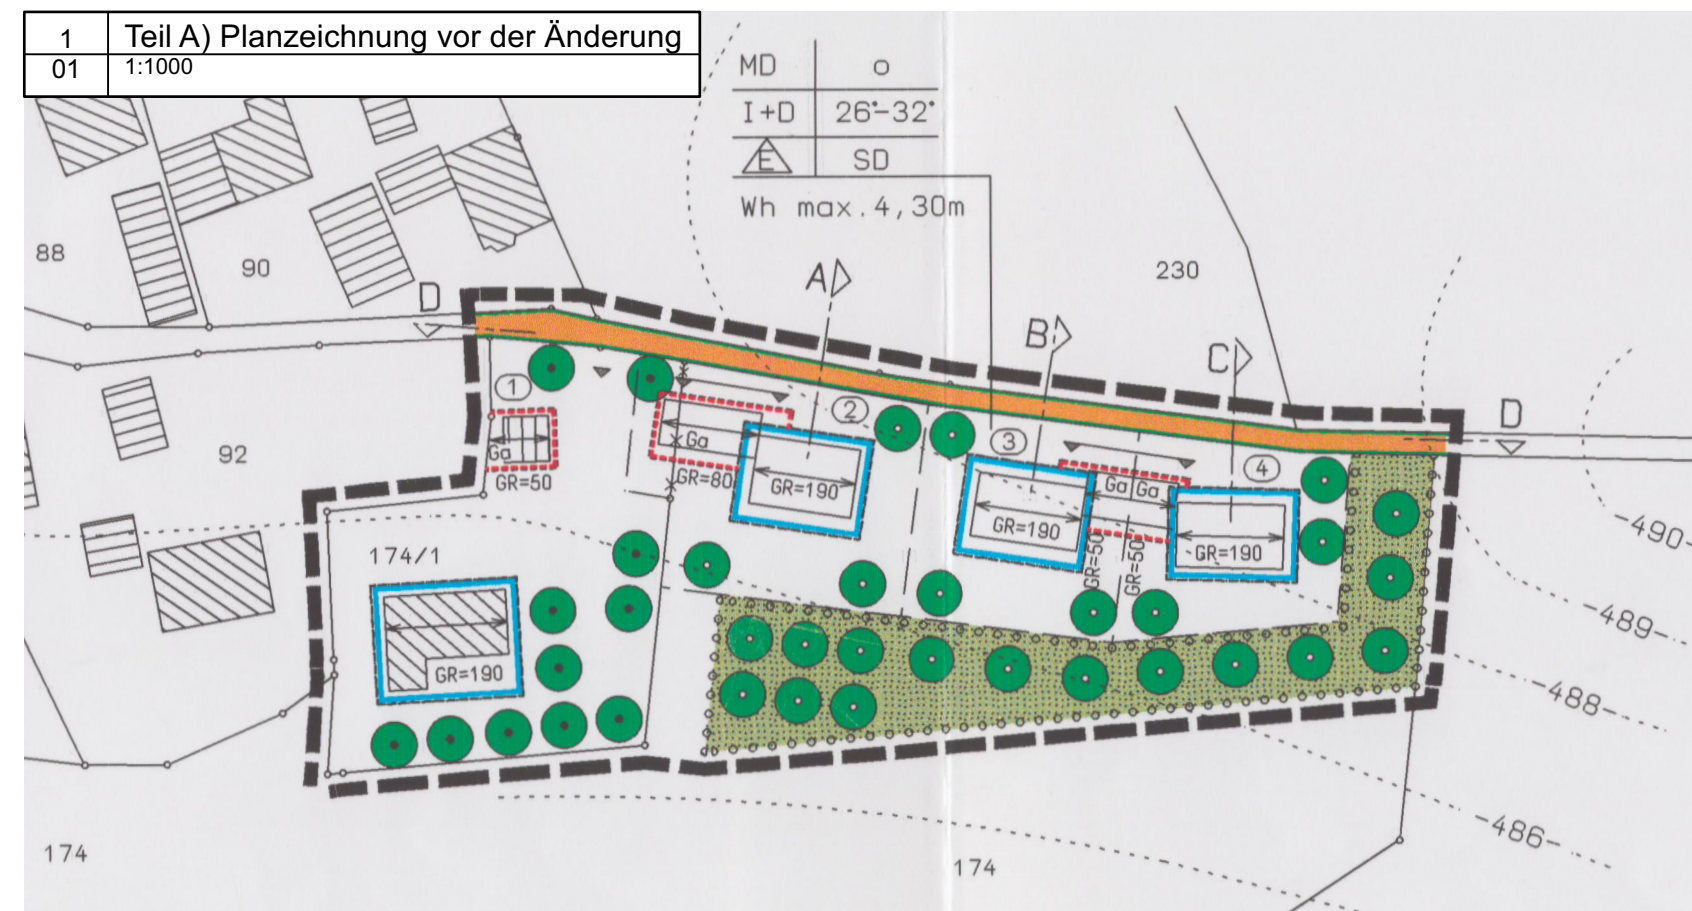 1 Teil A) Planzeichnung vor der Änderung
01 1:1000
MD o
I+D 26°-32°
E SD
Wh max.4,30m
88
90
230
D
A
B
C
D
1
2
3
4
92
Ga
GR=50
Ga
GR=80
GR=190
GR=190
Ga Ga
GR=50
GR=50
GR=190
174/1
GR=190
490
489
488
486
174
174